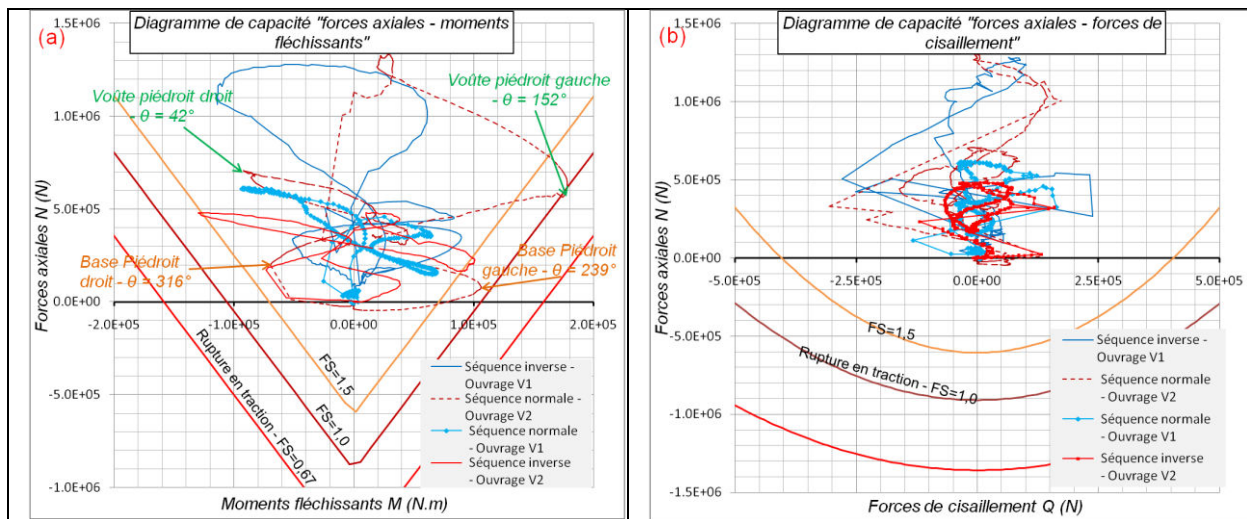 (a)
Diagramme de capacité "forces axiales - moments
fléchissants"
1.5E+06
1.0E+06
5.0E+05
0.0E+00
-5.0E+05
-1.0E+06
Forces axiales N (N)
Voûte piédroit droit
- θ = 42°
Voûte piédroit gauche
- θ = 152°
Base Piédroit
droit - θ = 316°
Base Piédroit
gauche - θ = 239°
-2.0E+05
-1.0E+05
0.0E+00
1.0E+05
2.0E+05
FS=1,5
FS=1,0
Rupture en traction - FS=0,67
Séquence inverse -
Ouvrage V1
Séquence normale -
Ouvrage V2
Séquence normale
- Ouvrage V1
Séquence inverse
- Ouvrage V2
Moments fléchissants M (N.m)
(b)
Diagramme de capacité "forces axiales - forces de
cisaillement"
1.5E+06
1.0E+06
5.0E+05
0.0E+00
-5.0E+05
-1.0E+06
-1.5E+06
Forces axiales N (N)
-5.0E+05
-2.5E+05
0.0E+00
2.5E+05
5.0E+05
FS=1,5
Rupture en traction - FS=1,0
Séquence inverse -
Ouvrage V1
Séquence normale
- Ouvrage V2
Séquence normale
- Ouvrage V1
Séquence inverse
- Ouvrage V2
Forces de cisaillement Q (N)